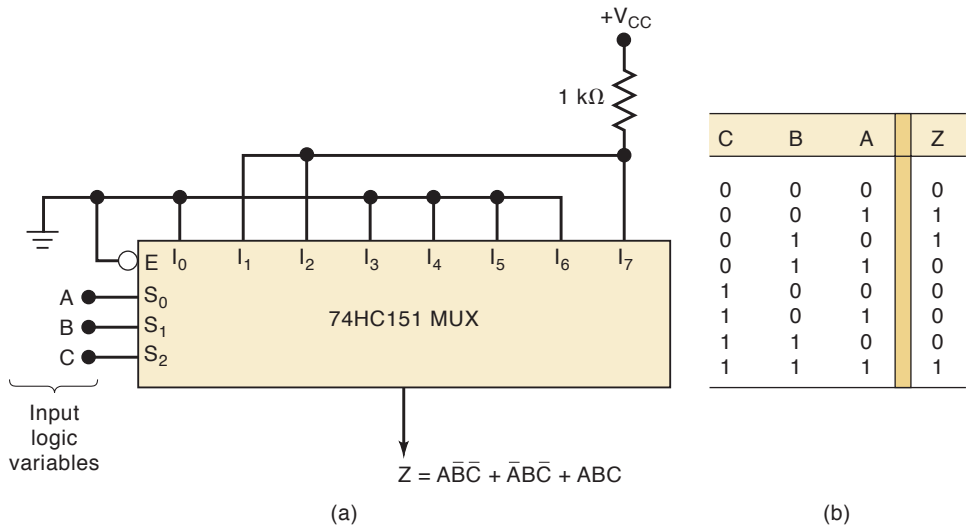 +V_CC
1 kΩ
E I₀ I₁ I₂ I₃ I₄ I₅ I₆ I₇
A S₀
B S₁
C S₂
74HC151 MUX
Input
logic
variables
Z = AB̄C̄ + ĀBC̄ + ABC
(a)
C B A Z
0 0 0 0
0 0 1 1
0 1 0 1
0 1 1 0
1 0 0 0
1 0 1 0
1 1 0 0
1 1 1 1
(b)